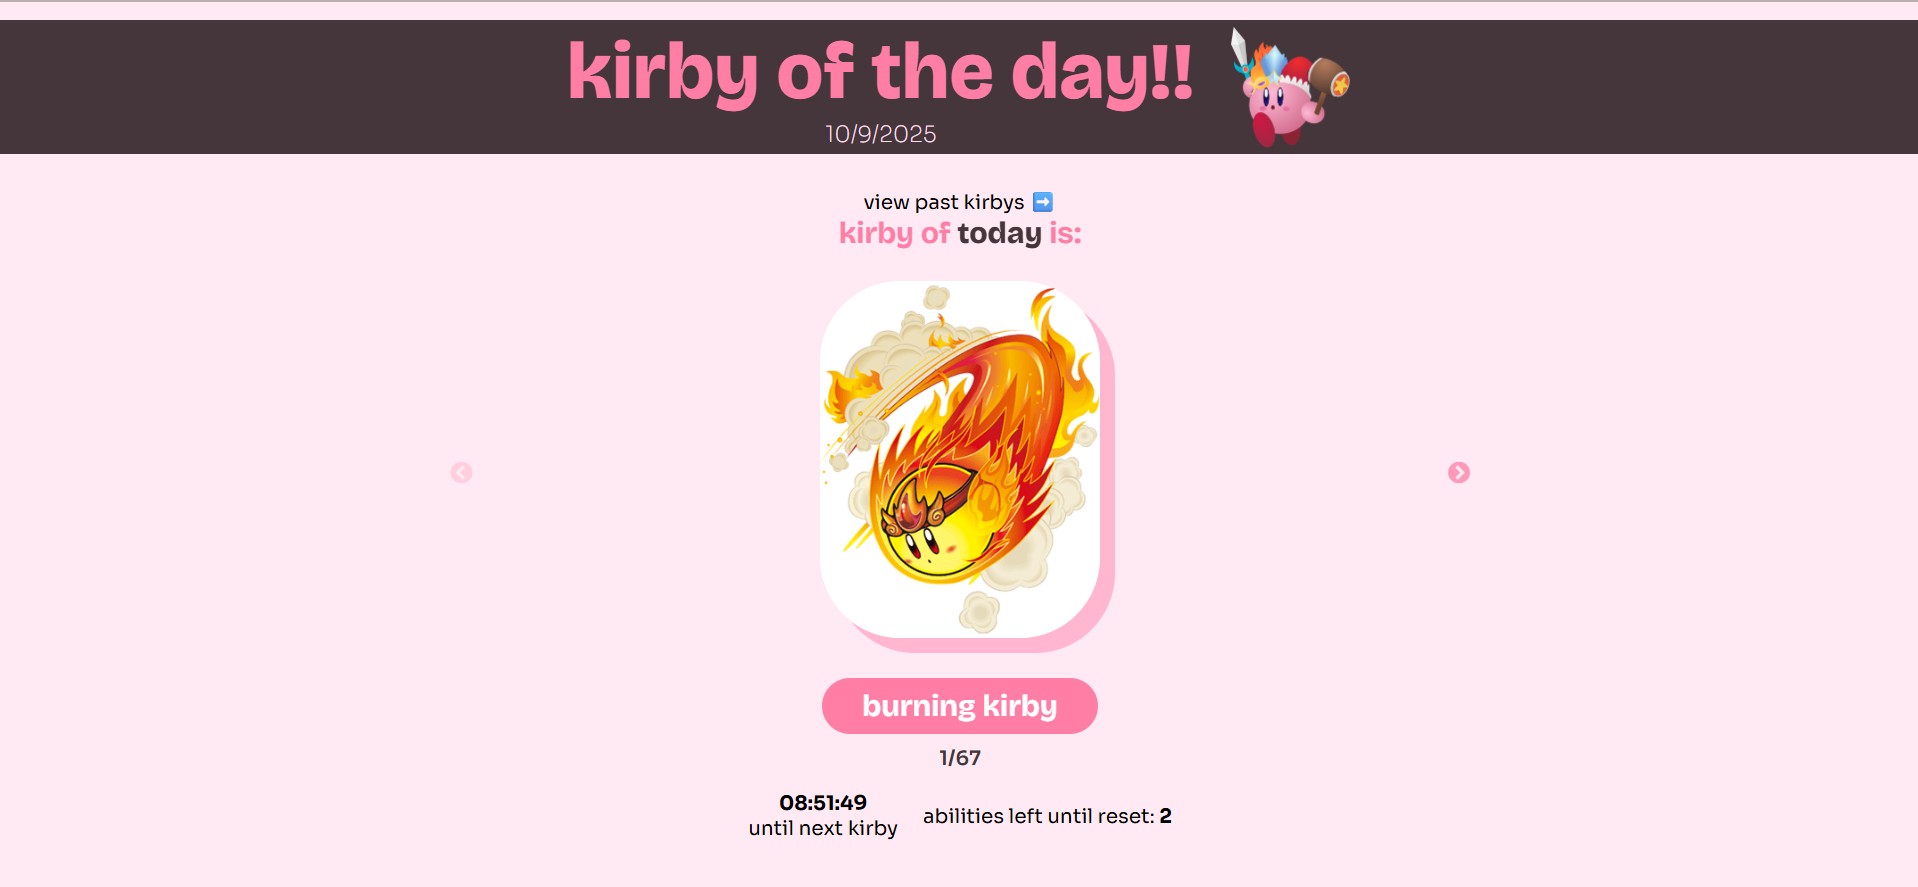 kirby of the day!!
10/9/2025
view past kirbys ➡️
kirby of today is:
burning kirby
1/67
08:51:49
until next kirby
abilities left until reset: 2